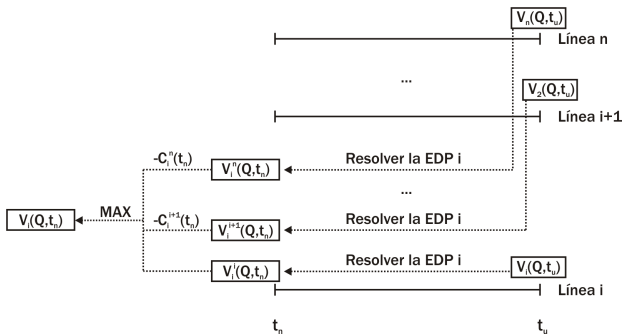 Vₙ(Q,tᵤ)
Línea n
...
V₂(Q,tᵤ)
Línea i+1
-Cᵢⁿ(tₙ)
Vᵢⁿ(Q,tₙ)
Resolver la EDP i
...
Vᵢ(Q,tₙ)
MAX
-Cᵢⁱ⁺¹(tₙ)
Vᵢⁱ⁺¹(Q,tₙ)
Resolver la EDP i
Vᵢⁱ(Q,tₙ)
Resolver la EDP i
Vᵢ(Q,tᵤ)
Línea i
tₙ
tᵤ